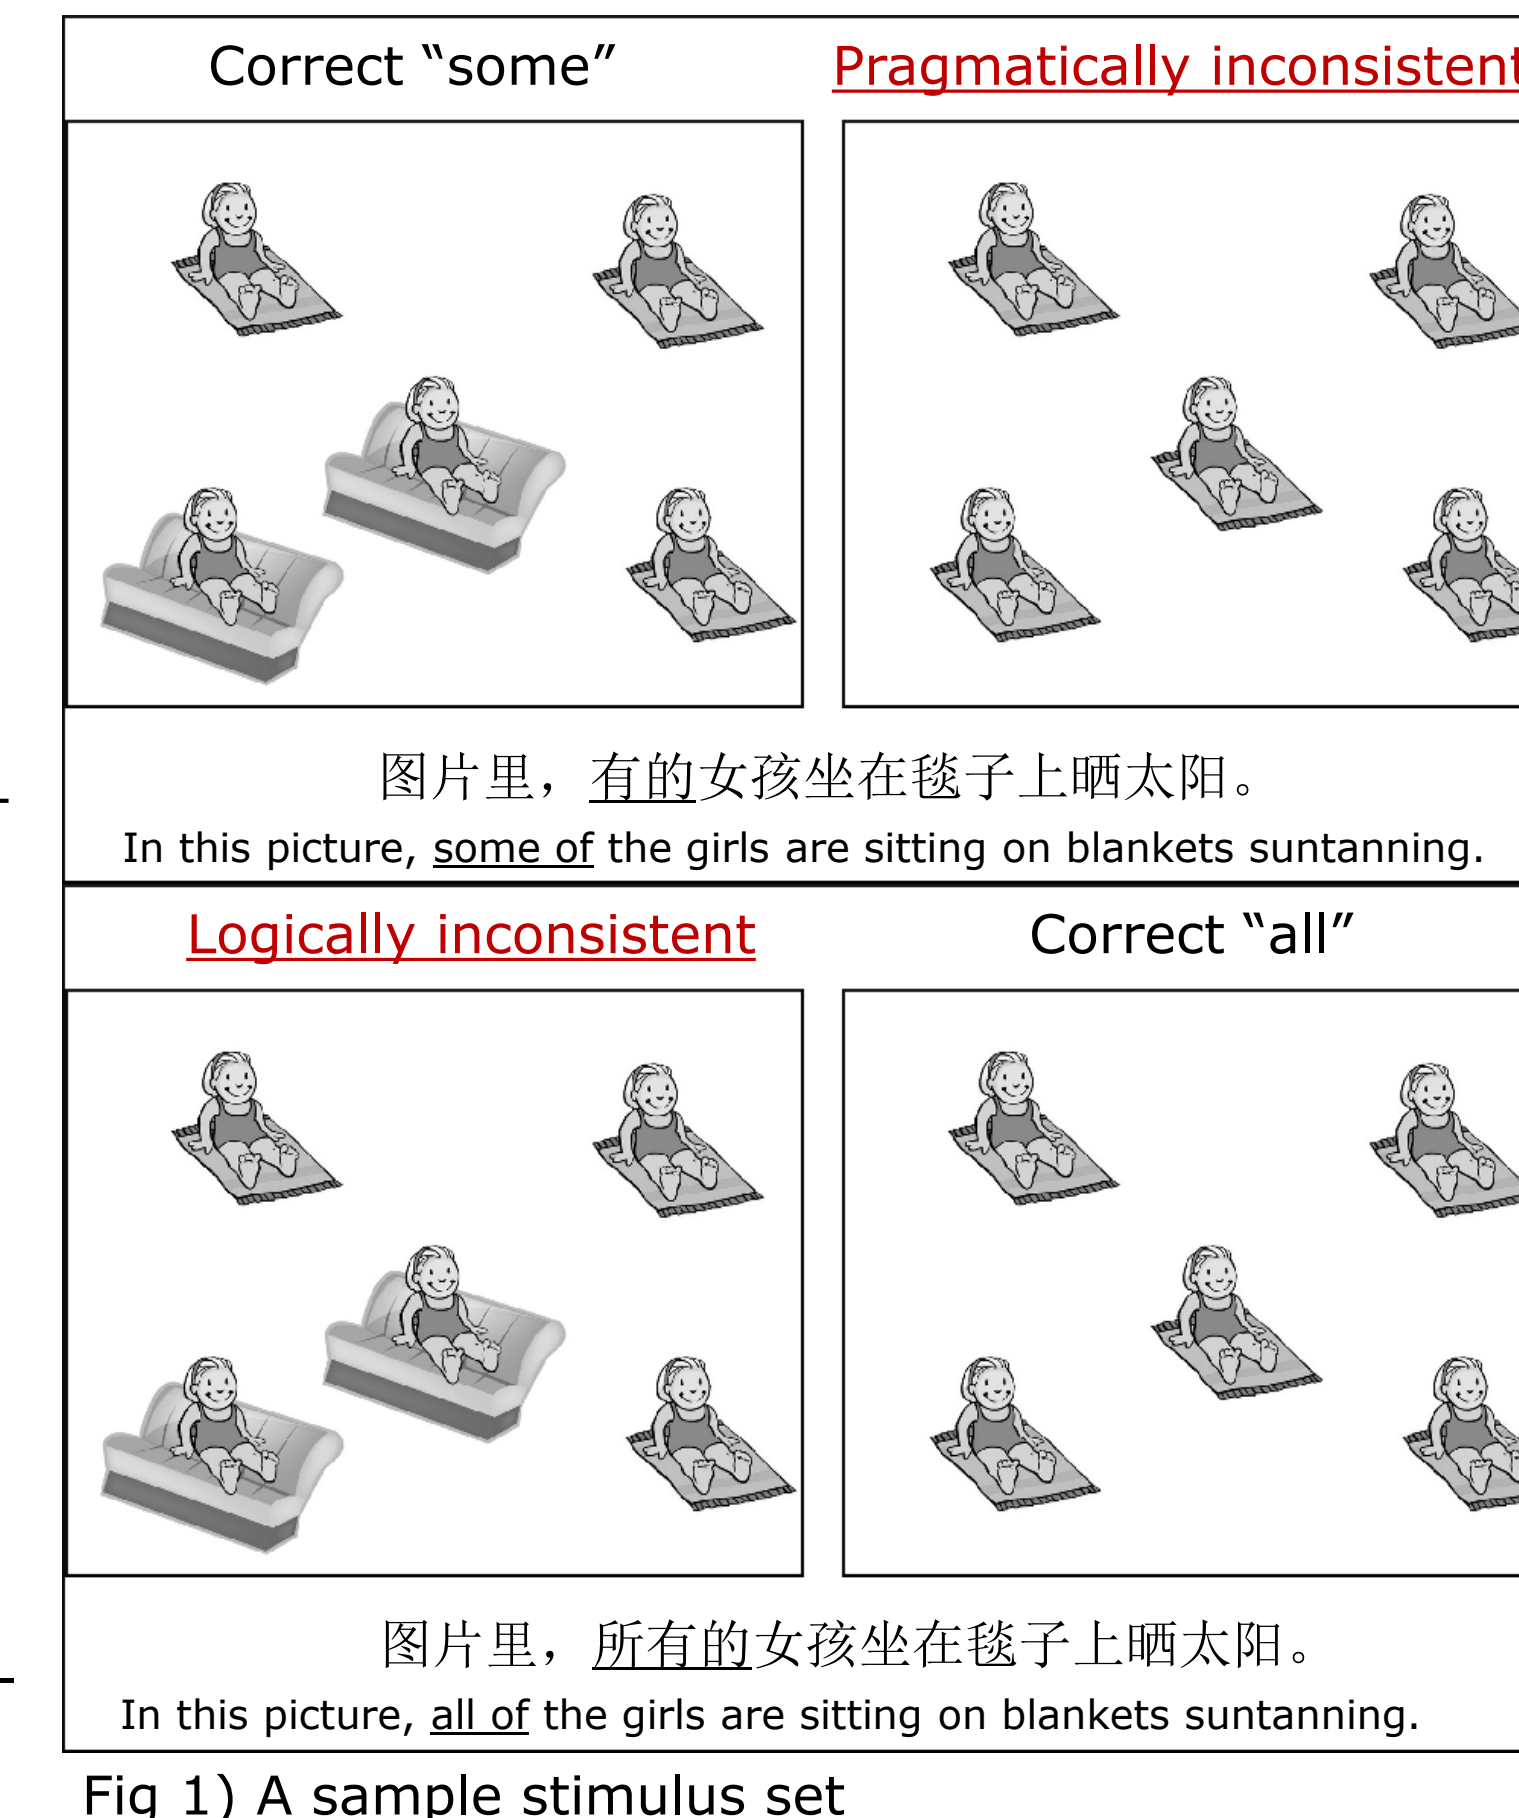 Correct “some”
Pragmatically inconsistent
图片里，有的女孩坐在毯子上晒太阳。
In this picture, some of the girls are sitting on blankets suntanning.
Logically inconsistent
Correct “all”
图片里，所有的女孩坐在毯子上晒太阳。
In this picture, all of the girls are sitting on blankets suntanning.
Fig 1) A sample stimulus set